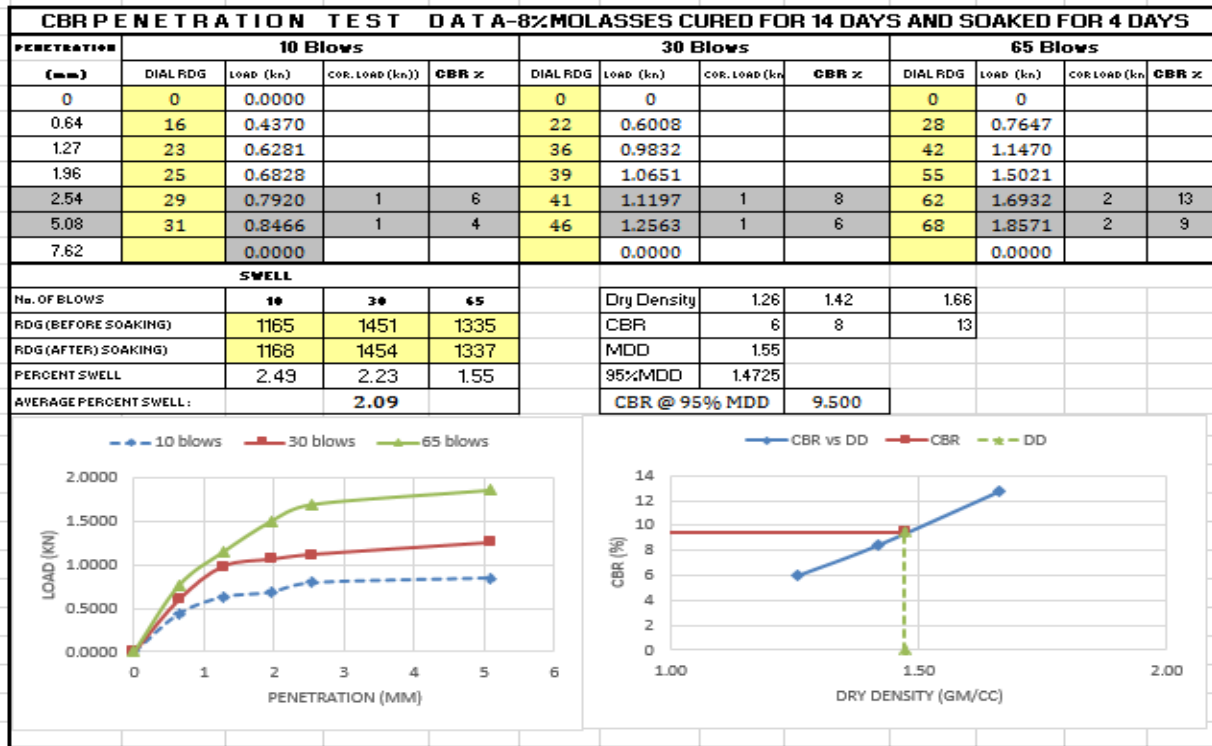 CBR PENETRATION TEST DATA-8%MOLASSES CURED FOR 14 DAYS AND SOAKED FOR 4 DAYS
PENETRATION 10 Blows 30 Blows 65 Blows
(mm) DIAL RDG LOAD (kn) COR.LOAD (kn)) CBR % DIAL RDG LOAD (kn) COR.LOAD (kn CBR % DIAL RDG LOAD (kn) COR LOAD (kn CBR %
0 0 0.0000 0 0 0 0
0.64 16 0.4370 22 0.6008 28 0.7647
1.27 23 0.6281 36 0.9832 42 1.1470
1.96 25 0.6828 39 1.0651 55 1.5021
2.54 29 0.7920 1 6 41 1.1197 1 8 62 1.6932 2 13
5.08 31 0.8466 1 4 46 1.2563 1 6 68 1.8571 2 9
7.62 0.0000 0.0000 0.0000
SWELL
No. OF BLOWS 10 30 65 Dry Density 1.26 1.42 1.66
RDG (BEFORE SOAKING) 1165 1451 1335 CBR 6 8 13
RDG (AFTER) SOAKING) 1168 1454 1337 MDD 1.55
PERCENT SWELL 2.49 2.23 1.55 95%MDD 1.4725
AVERAGE PERCENT SWELL: 2.09 CBR @ 95% MDD 9.500
10 blows 30 blows 65 blows
2.0000
1.5000
1.0000
0.5000
0.0000
0 1 2 3 4 5 6
LOAD (KN)
PENETRATION (MM)
CBR vs DD CBR DD
14
12
10
8
6
4
2
0
1.00 1.50 2.00
CBR (%)
DRY DENSITY (GM/CC)